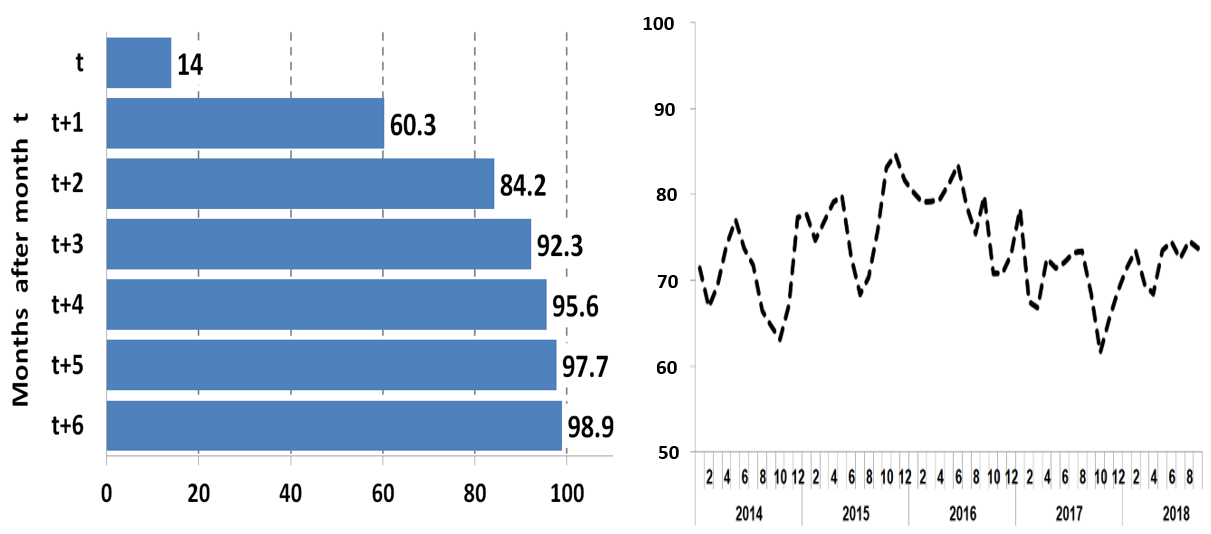 Months after month t
t
14
t+1
60.3
t+2
84.2
t+3
92.3
t+4
95.6
t+5
97.7
t+6
98.9
0 20 40 60 80 100
100
90
80
70
60
50
2 4 6 8 10 12 2 4 6 8 10 12 2 4 6 8 10 12 2 4 6 8 10 12 2 4 6 8
2014 2015 2016 2017 2018